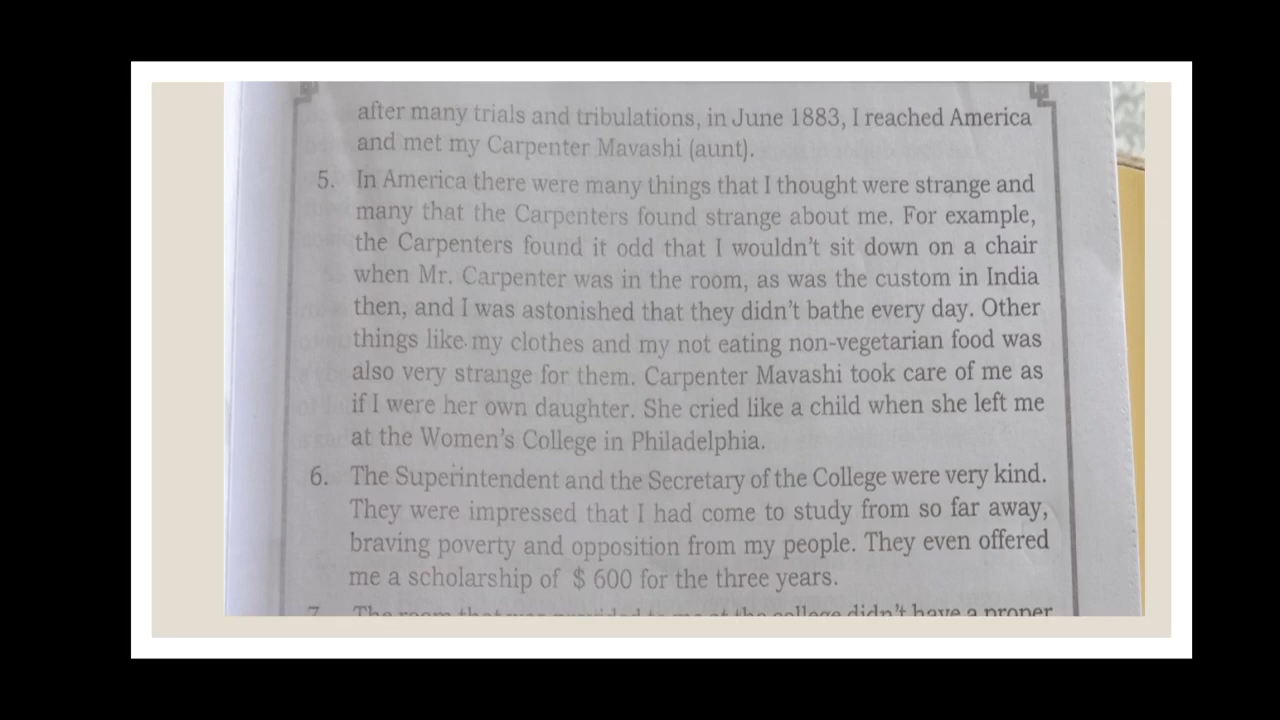 after many trials and tribulations, in June 1883, I reached America
and met my Carpenter Mavashi (aunt).
5. In America there were many things that I thought were strange and
many that the Carpenters found strange about me. For example,
the Carpenters found it odd that I wouldn't sit down on a chair
when Mr. Carpenter was in the room, as was the custom in India
then, and I was astonished that they didn't bathe every day. Other
things like my clothes and my not eating non-vegetarian food was
also very strange for them. Carpenter Mavashi took care of me as
if I were her own daughter. She cried like a child when she left me
at the Women's College in Philadelphia.
6. The Superintendent and the Secretary of the College were very kind.
They were impressed that I had come to study from so far away,
braving poverty and opposition from my people. They even offered
me a scholarship of $ 600 for the three years.
7. The room that was provided to me at the college didn't have a proper